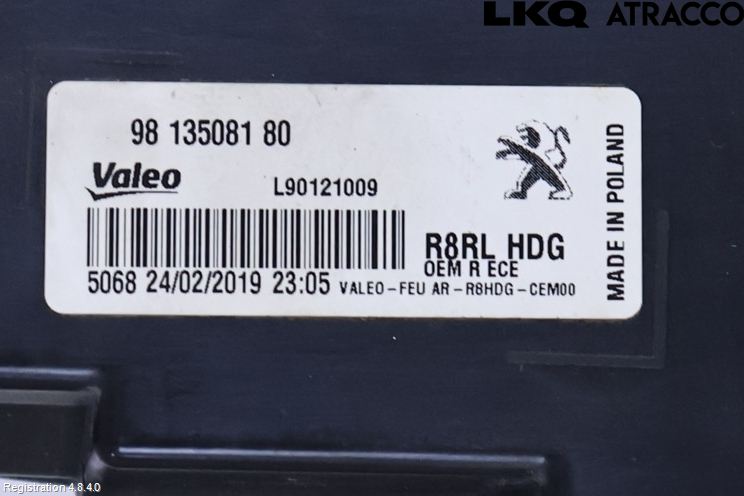 LKQ ATRACCO
98 135081 80
Valeo
L90121009
R8RL HDG
OEM R ECE
5068 24/02/2019 23:05 VALEO-FEU AR-R8HDG-CEM00
MADE IN POLAND
Registration 4.8.4.0